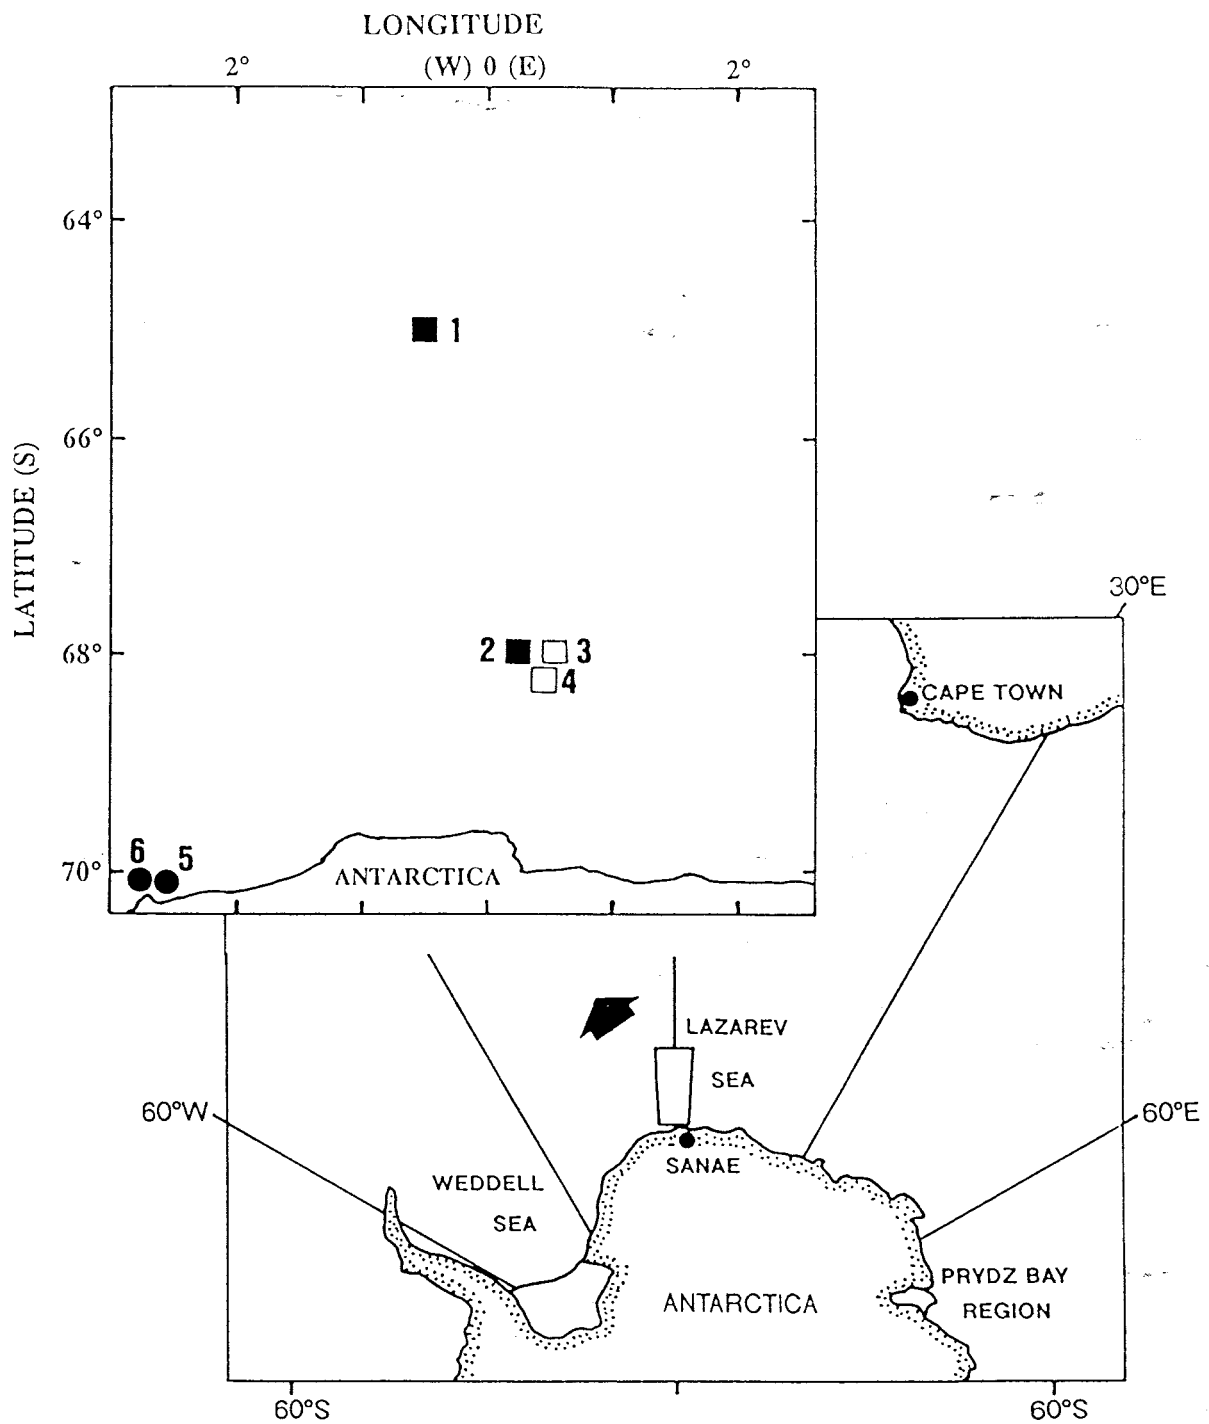 LONGITUDE
2° (W) 0 (E) 2°
LATITUDE (S)
64°
1
66°
68°
2 3
4
6 5
70°
ANTARCTICA
30°E
CAPE TOWN
LAZAREV
SEA
60°W
60°E
SANAE
WEDDELL
SEA
PRYDZ BAY
REGION
ANTARCTICA
60°S 60°S